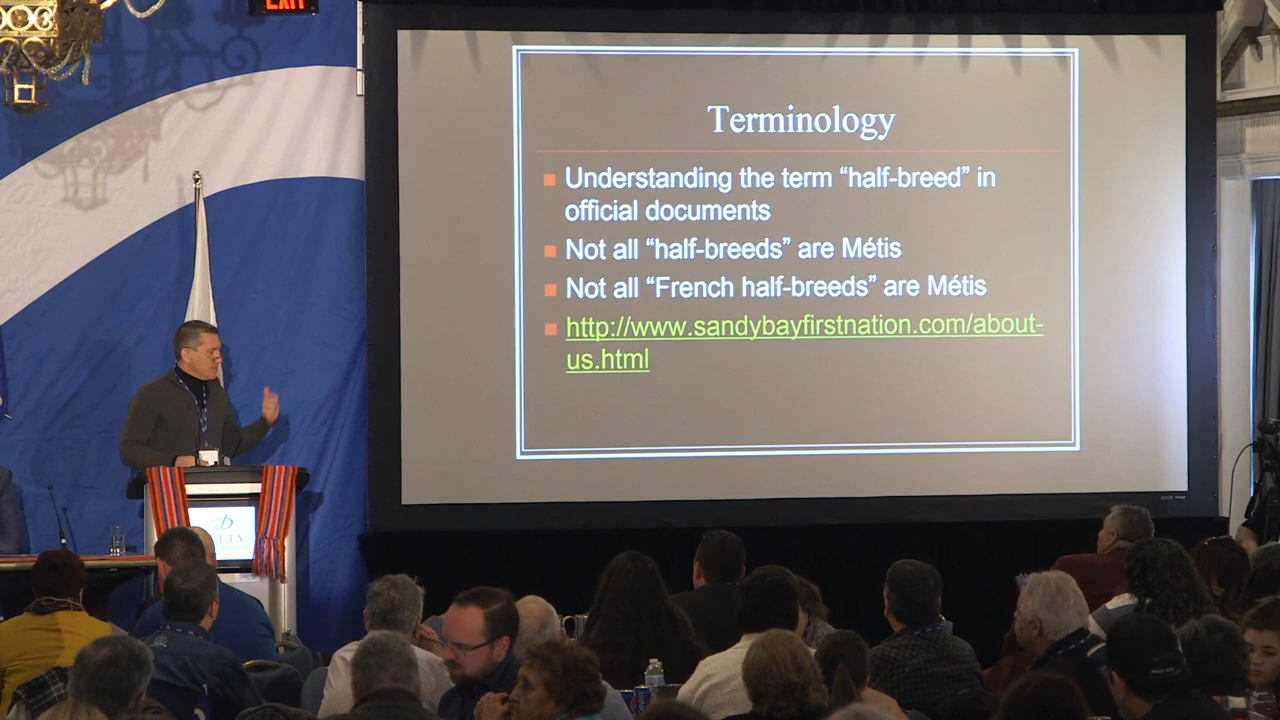 EXIT
Terminology
Understanding the term “half-breed” in
official documents
Not all “half-breeds” are Métis
Not all “French half-breeds” are Métis
http://www.sandybayfirstnation.com/about-
us.html